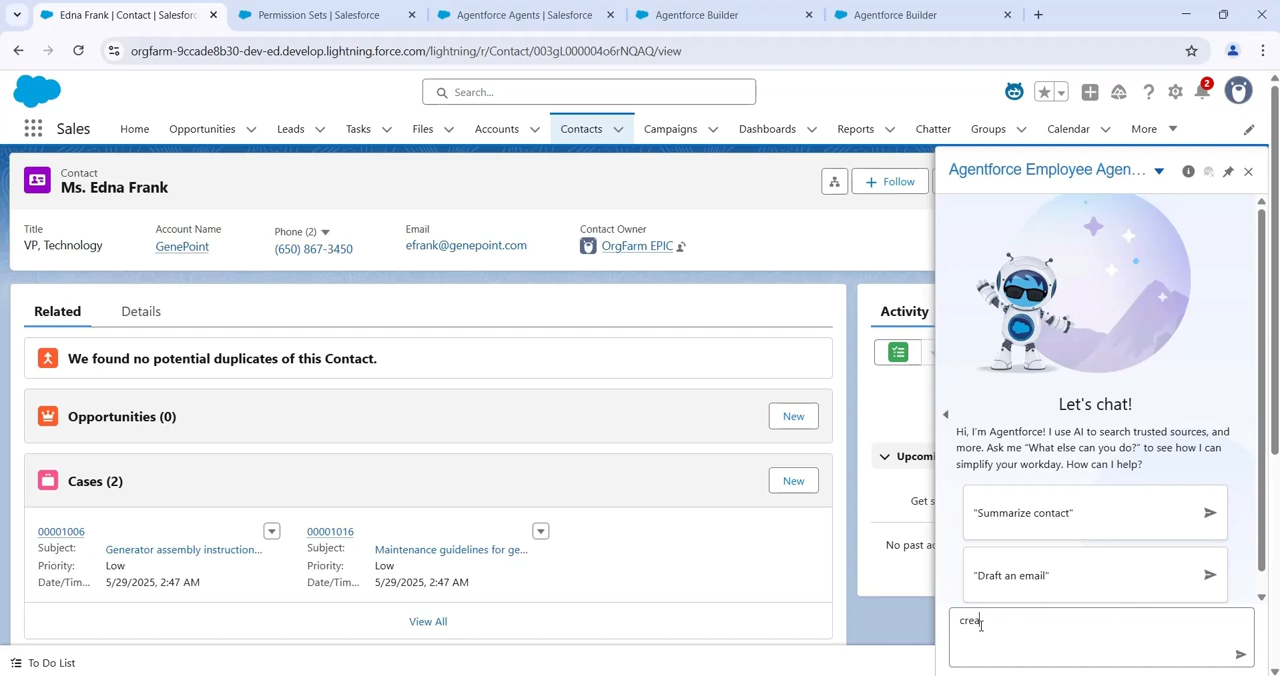 Edna Frank | Contact | Salesforc
Permission Sets | Salesforce
Agentforce Agents | Salesforce
Agentforce Builder
Agentforce Builder
orgfarm-9ccade8b30-dev-ed.develop.lightning.force.com/lightning/r/Contact/003gL000004o6rNQAQ/view
Search...
2
Sales
Home
Opportunities
Leads
Tasks
Files
Accounts
Contacts
Campaigns
Dashboards
Reports
Chatter
Groups
Calendar
More
Contact
Ms. Edna Frank
Follow
Title
VP, Technology
Account Name
GenePoint
Phone (2)
(650) 867-3450
Email
efrank@genepoint.com
Contact Owner
OrgFarm EPIC
Related
Details
We found no potential duplicates of this Contact.
Opportunities (0)
New
Cases (2)
New
00001006
Subject: Generator assembly instruction...
Priority: Low
Date/Tim... 5/29/2025, 2:47 AM
00001016
Subject: Maintenance guidelines for ge...
Priority: Low
Date/Tim... 5/29/2025, 2:47 AM
View All
Activity
Upcomi
Get s
No past ac
Agentforce Employee Agen...
Let's chat!
Hi, I'm Agentforce! I use AI to search trusted sources, and
more. Ask me "What else can you do?" to see how I can
simplify your workday. How can I help?
"Summarize contact"
"Draft an email"
crea
To Do List